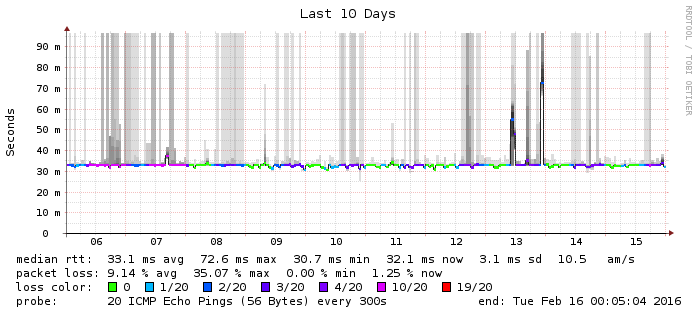 Last 10 Days
RRDTOOL / TOBI OETIKER
Seconds
90 m
80 m
70 m
60 m
50 m
40 m
30 m
20 m
10 m
0
06 07 08 09 10 11 12 13 14 15
median rtt: 33.1 ms avg 72.6 ms max 30.7 ms min 32.1 ms now 3.1 ms sd 10.5 am/s
packet loss: 9.14 % avg 35.07 % max 0.00 % min 1.25 % now
loss color: 0 1/20 2/20 3/20 4/20 10/20 19/20
probe: 20 ICMP Echo Pings (56 Bytes) every 300s end: Tue Feb 16 00:05:04 2016